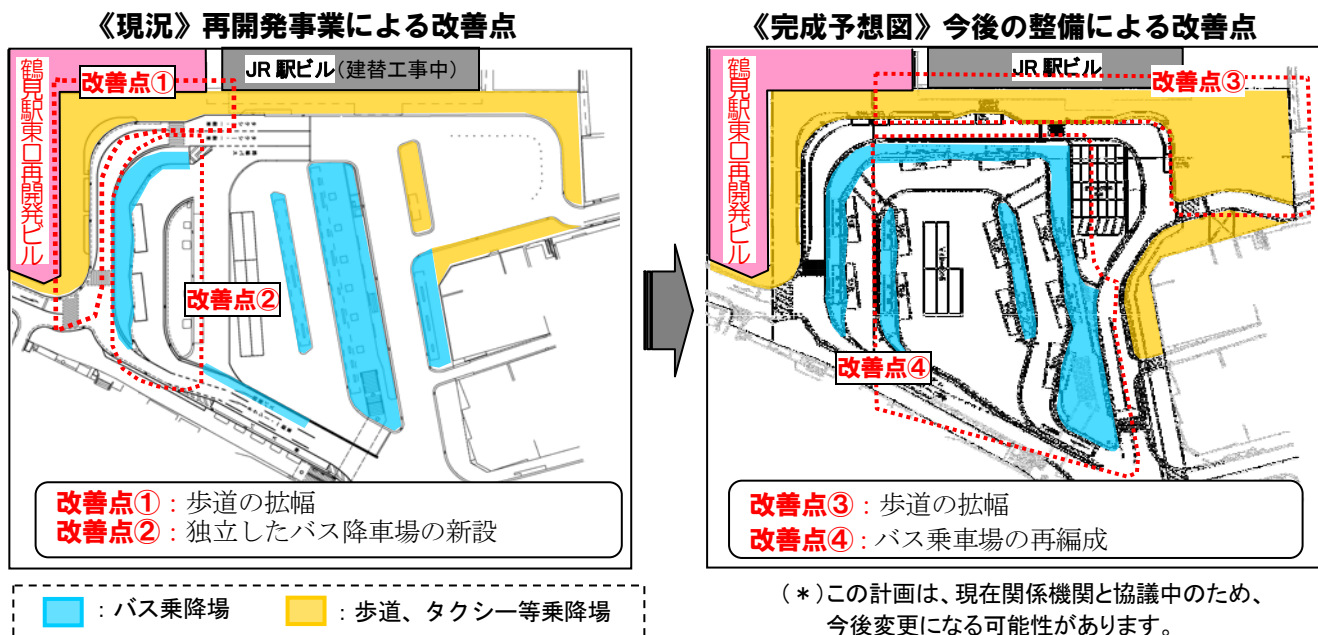 《現況》再開発事業による改善点
鶴見駅東口再開発ビル
JR 駅ビル(建替工事中)
改善点①
改善点②
改善点①：歩道の拡幅
改善点②：独立したバス降車場の新設
：バス乗降場
：歩道、タクシー等乗降場
《完成予想図》今後の整備による改善点
鶴見駅東口再開発ビル
JR 駅ビル
改善点③
改善点④
改善点③：歩道の拡幅
改善点④：バス乗車場の再編成
(＊)この計画は、現在関係機関と協議中のため、
今後変更になる可能性があります。